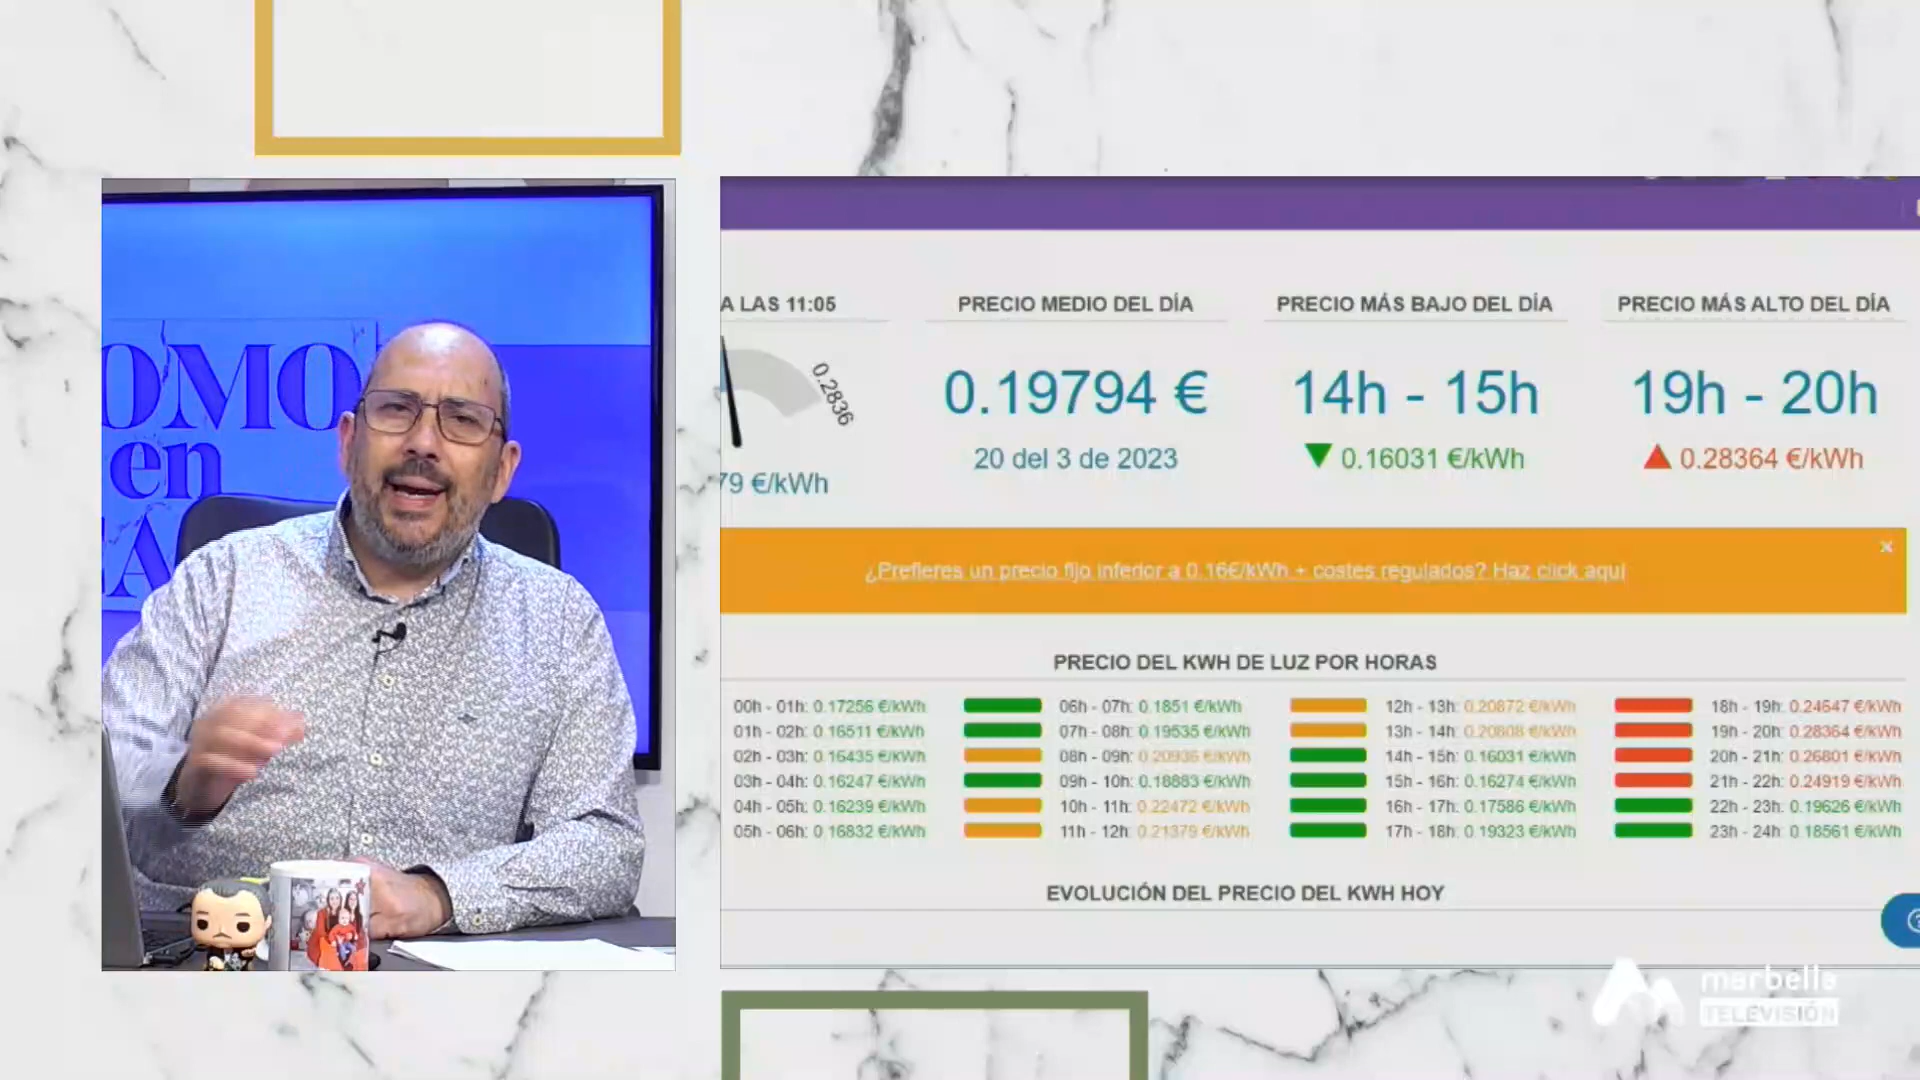 OMO
en
A LAS 11:05
0.2836
79 €/kWh
PRECIO MEDIO DEL DÍA
0.19794 €
20 del 3 de 2023
PRECIO MÁS BAJO DEL DÍA
14h - 15h
0.16031 €/kWh
PRECIO MÁS ALTO DEL DÍA
19h - 20h
0.28364 €/kWh
¿Prefieres un precio fijo inferior a 0.16€/kWh + costes regulados? Haz click aquí
PRECIO DEL KWH DE LUZ POR HORAS
00h - 01h: 0.17256 €/kWh
01h - 02h: 0.16511 €/kWh
02h - 03h: 0.16435 €/kWh
03h - 04h: 0.16247 €/kWh
04h - 05h: 0.16239 €/kWh
05h - 06h: 0.16832 €/kWh
06h - 07h: 0.1851 €/kWh
07h - 08h: 0.19535 €/kWh
08h - 09h: 0.20936 €/kWh
09h - 10h: 0.18883 €/kWh
10h - 11h: 0.22472 €/kWh
11h - 12h: 0.21379 €/kWh
12h - 13h: 0.20872 €/kWh
13h - 14h: 0.20808 €/kWh
14h - 15h: 0.16031 €/kWh
15h - 16h: 0.16274 €/kWh
16h - 17h: 0.17586 €/kWh
17h - 18h: 0.19323 €/kWh
18h - 19h: 0.24647 €/kWh
19h - 20h: 0.28364 €/kWh
20h - 21h: 0.26801 €/kWh
21h - 22h: 0.24919 €/kWh
22h - 23h: 0.19626 €/kWh
23h - 24h: 0.18561 €/kWh
EVOLUCIÓN DEL PRECIO DEL KWH HOY
marbella
TELEVISIÓN